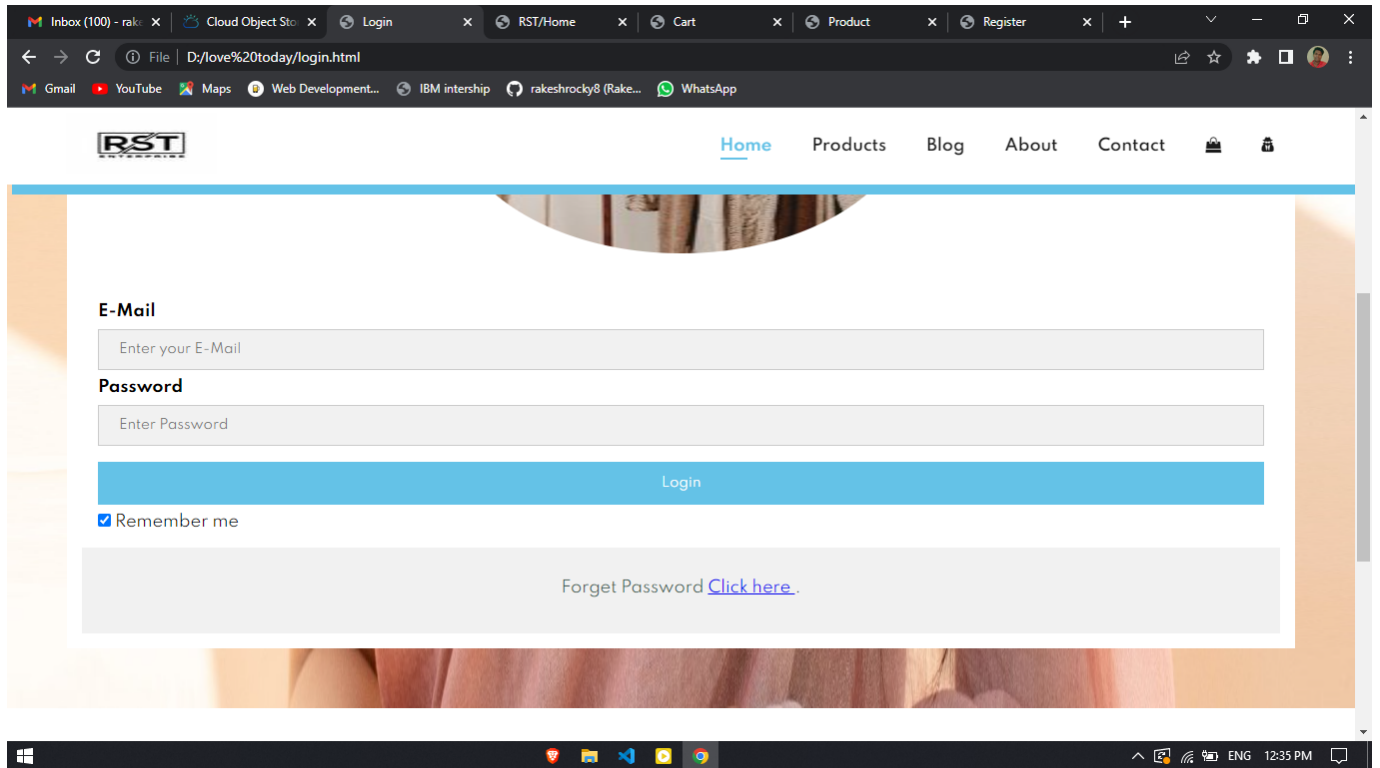 Inbox (100) - rake
Cloud Object Sto
Login
RST/Home
Cart
Product
Register
File
D:/love%20today/login.html
Gmail
YouTube
Maps
Web Development...
IBM intership
rakeshrocky8 (Rake...
WhatsApp
RST
ENTERPRISE
Home
Products
Blog
About
Contact
E-Mail
Enter your E-Mail
Password
Enter Password
Login
Remember me
Forget Password Click here .
ENG
12:35 PM